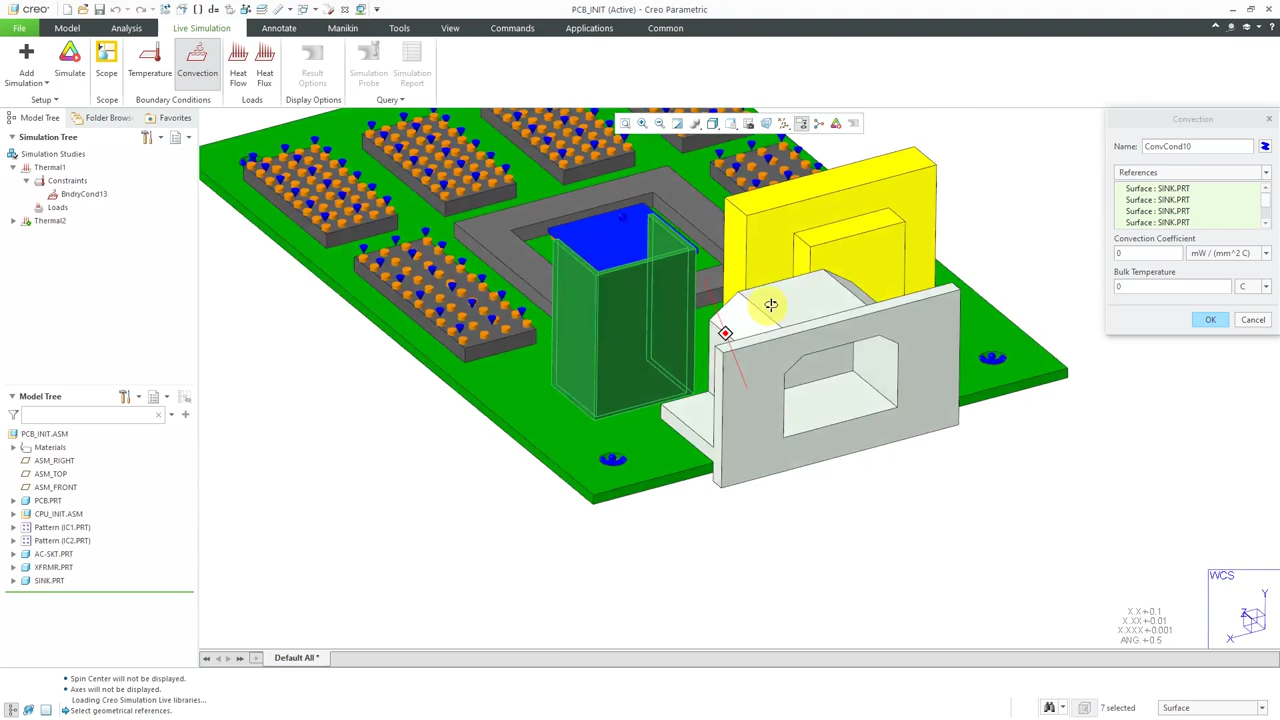 creo
PCB_INIT (Active) - Creo Parametric
File Model Analysis Live Simulation Annotate Manikin Tools View Commands Applications Common
Add Simulation Simulate Scope Temperature Convection Heat Flow Heat Flux Result Options Simulation Probe Simulation Report
Setup Scope Boundary Conditions Loads Display Options Query
Model Tree Folder Brows Favorites
Simulation Tree
Simulation Studies
Thermal1
Constraints
BndryCond13
Loads
Thermal2
Model Tree
PCB_INIT.ASM
Materials
ASM_RIGHT
ASM_TOP
ASM_FRONT
PCB.PRT
CPU_INIT.ASM
Pattern (IC1.PRT)
Pattern (IC2.PRT)
AC-SKT.PRT
XFRMR.PRT
SINK.PRT
Convection
Name: ConvCond10
References
Surface : SINK.PRT
Surface : SINK.PRT
Surface : SINK.PRT
Surface : SINK.PRT
Convection Coefficient
0 mW / (mm^2 C)
Bulk Temperature
0 C
OK Cancel
WCS
Y
Z
X
X.X+-0.1
X.XX+-0.01
X.XXX+-0.001
ANG.+-0.5
Default All *
Spin Center will not be displayed.
Axes will not be displayed.
Loading Creo Simulation Live libraries...
Select geometrical references.
7 selected
Surface